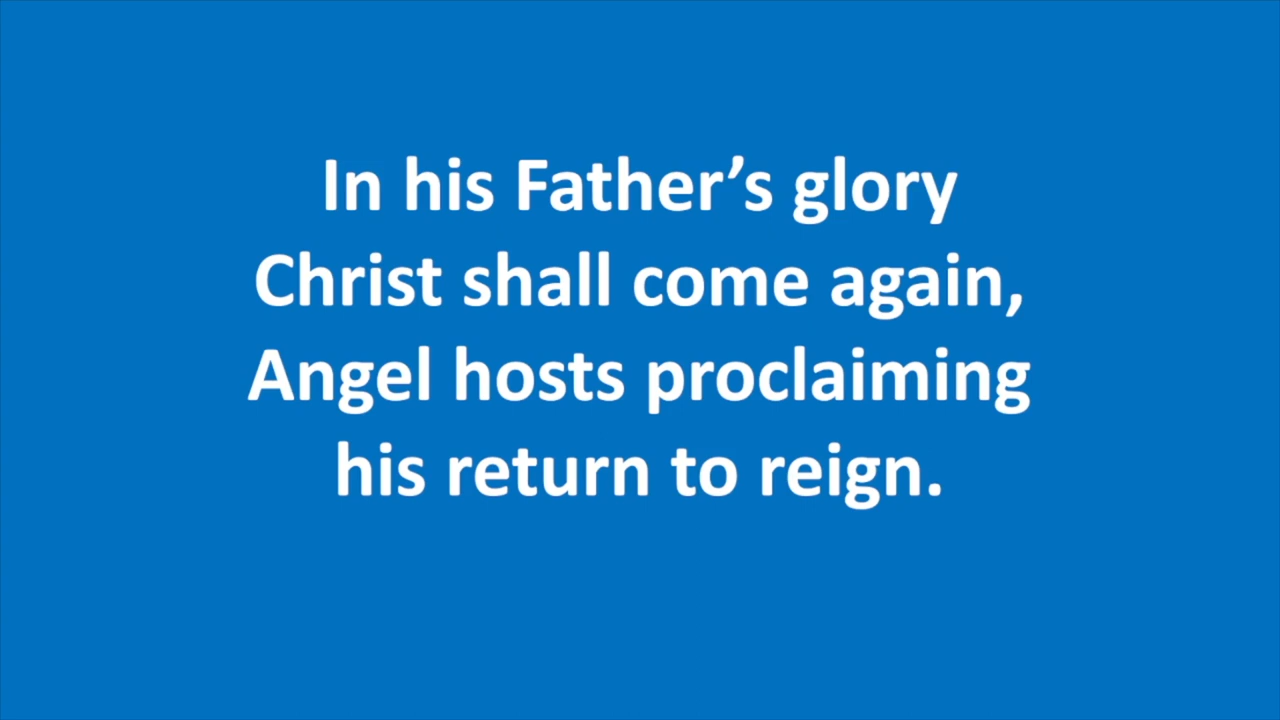 In his Father’s glory
Christ shall come again,
Angel hosts proclaiming
his return to reign.